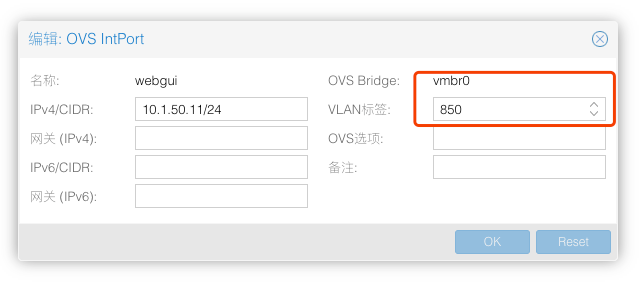 编辑: OVS IntPort
名称: webgui
OVS Bridge: vmbr0
IPv4/CIDR: 10.1.50.11/24
VLAN标签: 850
网关 (IPv4):
OVS选项:
IPv6/CIDR:
备注:
网关 (IPv6):
OK
Reset